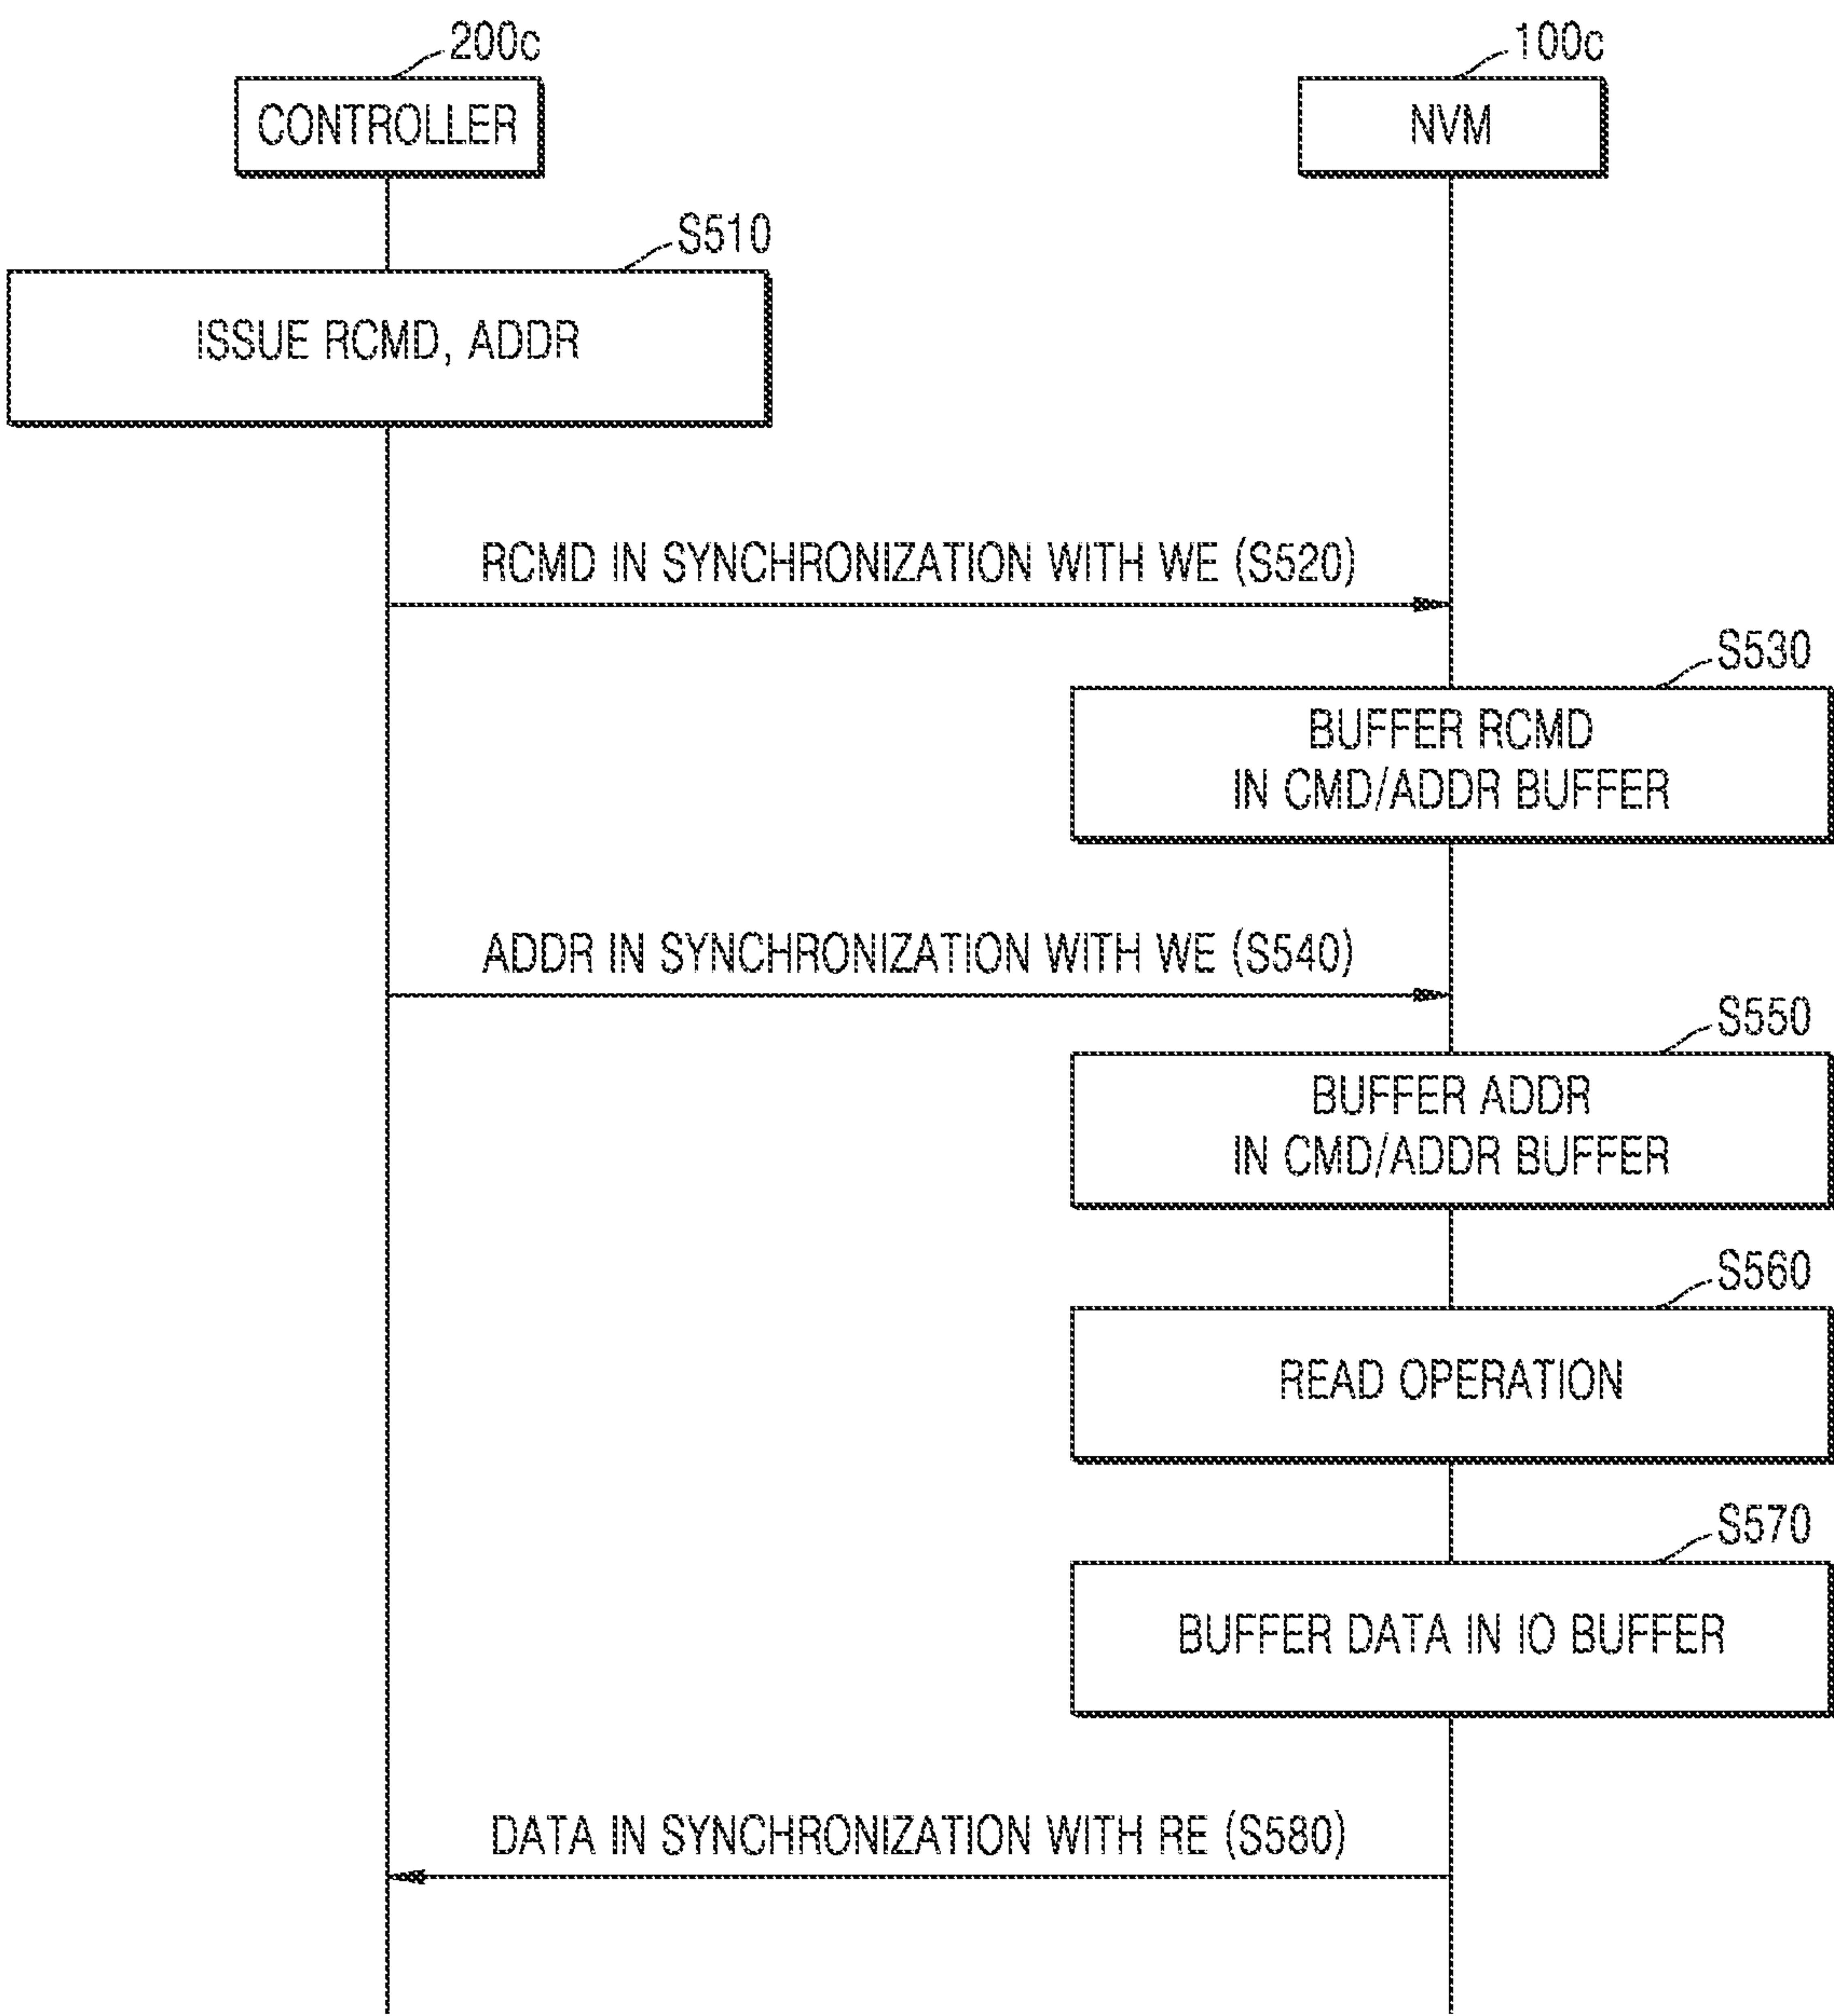 200c
100c
CONTROLLER
NVM
S510
ISSUE RCMD, ADDR
RCMD IN SYNCHRONIZATION WITH WE (S520)
S530
BUFFER RCMD
IN CMD/ADDR BUFFER
ADDR IN SYNCHRONIZATION WITH WE (S540)
S550
BUFFER ADDR
IN CMD/ADDR BUFFER
S560
READ OPERATION
S570
BUFFER DATA IN IO BUFFER
DATA IN SYNCHRONIZATION WITH RE (S580)